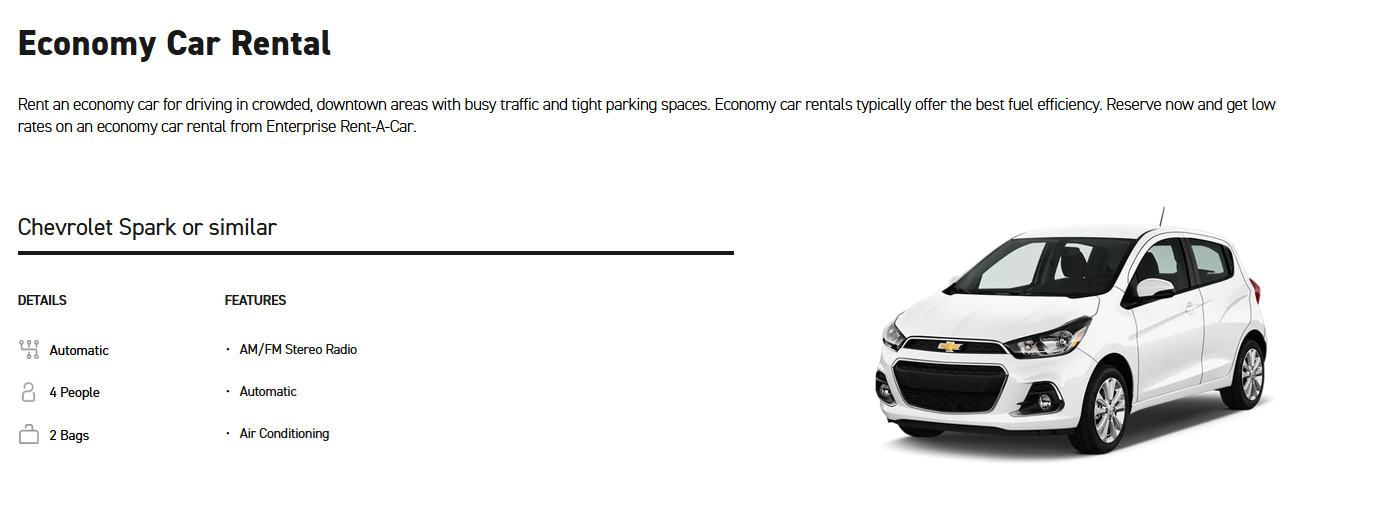 Economy Car Rental
Rent an economy car for driving in crowded, downtown areas with busy traffic and tight parking spaces. Economy car rentals typically offer the best fuel efficiency. Reserve now and get low
rates on an economy car rental from Enterprise Rent-A-Car.
Chevrolet Spark or similar
DETAILS
Automatic
4 People
2 Bags
FEATURES
· AM/FM Stereo Radio
· Automatic
· Air Conditioning